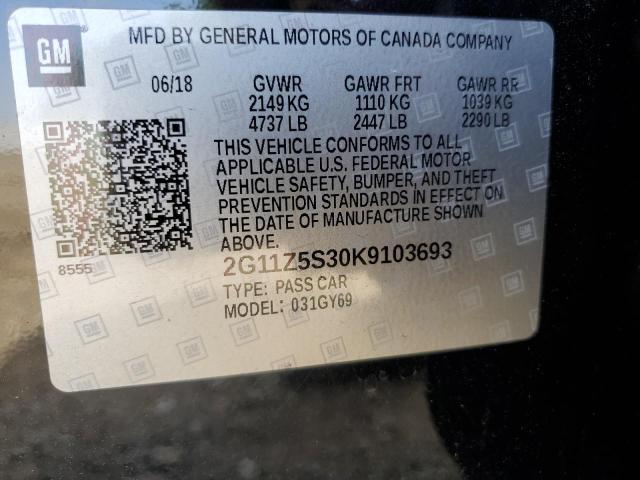 GM
MFD BY GENERAL MOTORS OF CANADA COMPANY
06/18 GVWR GAWR FRT GAWR RR
2149 KG 1110 KG 1039 KG
4737 LB 2447 LB 2290 LB
THIS VEHICLE CONFORMS TO ALL
APPLICABLE U.S. FEDERAL MOTOR
VEHICLE SAFETY, BUMPER, AND THEFT
PREVENTION STANDARDS IN EFFECT ON
THE DATE OF MANUFACTURE SHOWN
ABOVE.
8555
2G11Z5S30K9103693
TYPE: PASS CAR
MODEL: 031GY69